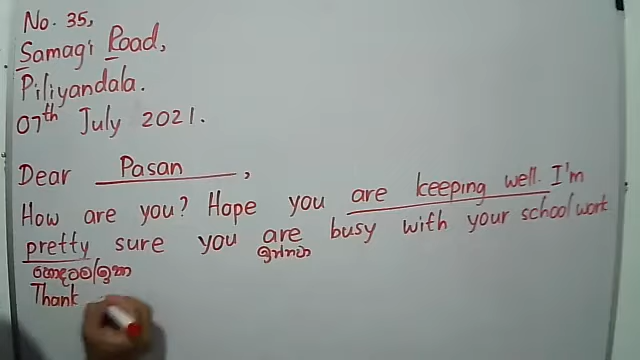 No. 35,
Samagi Road,
Piliyandala.
07th July 2021.
Dear Pasan,
How are you? Hope you are keeping well. I'm
pretty sure you are busy with your school work
Thank